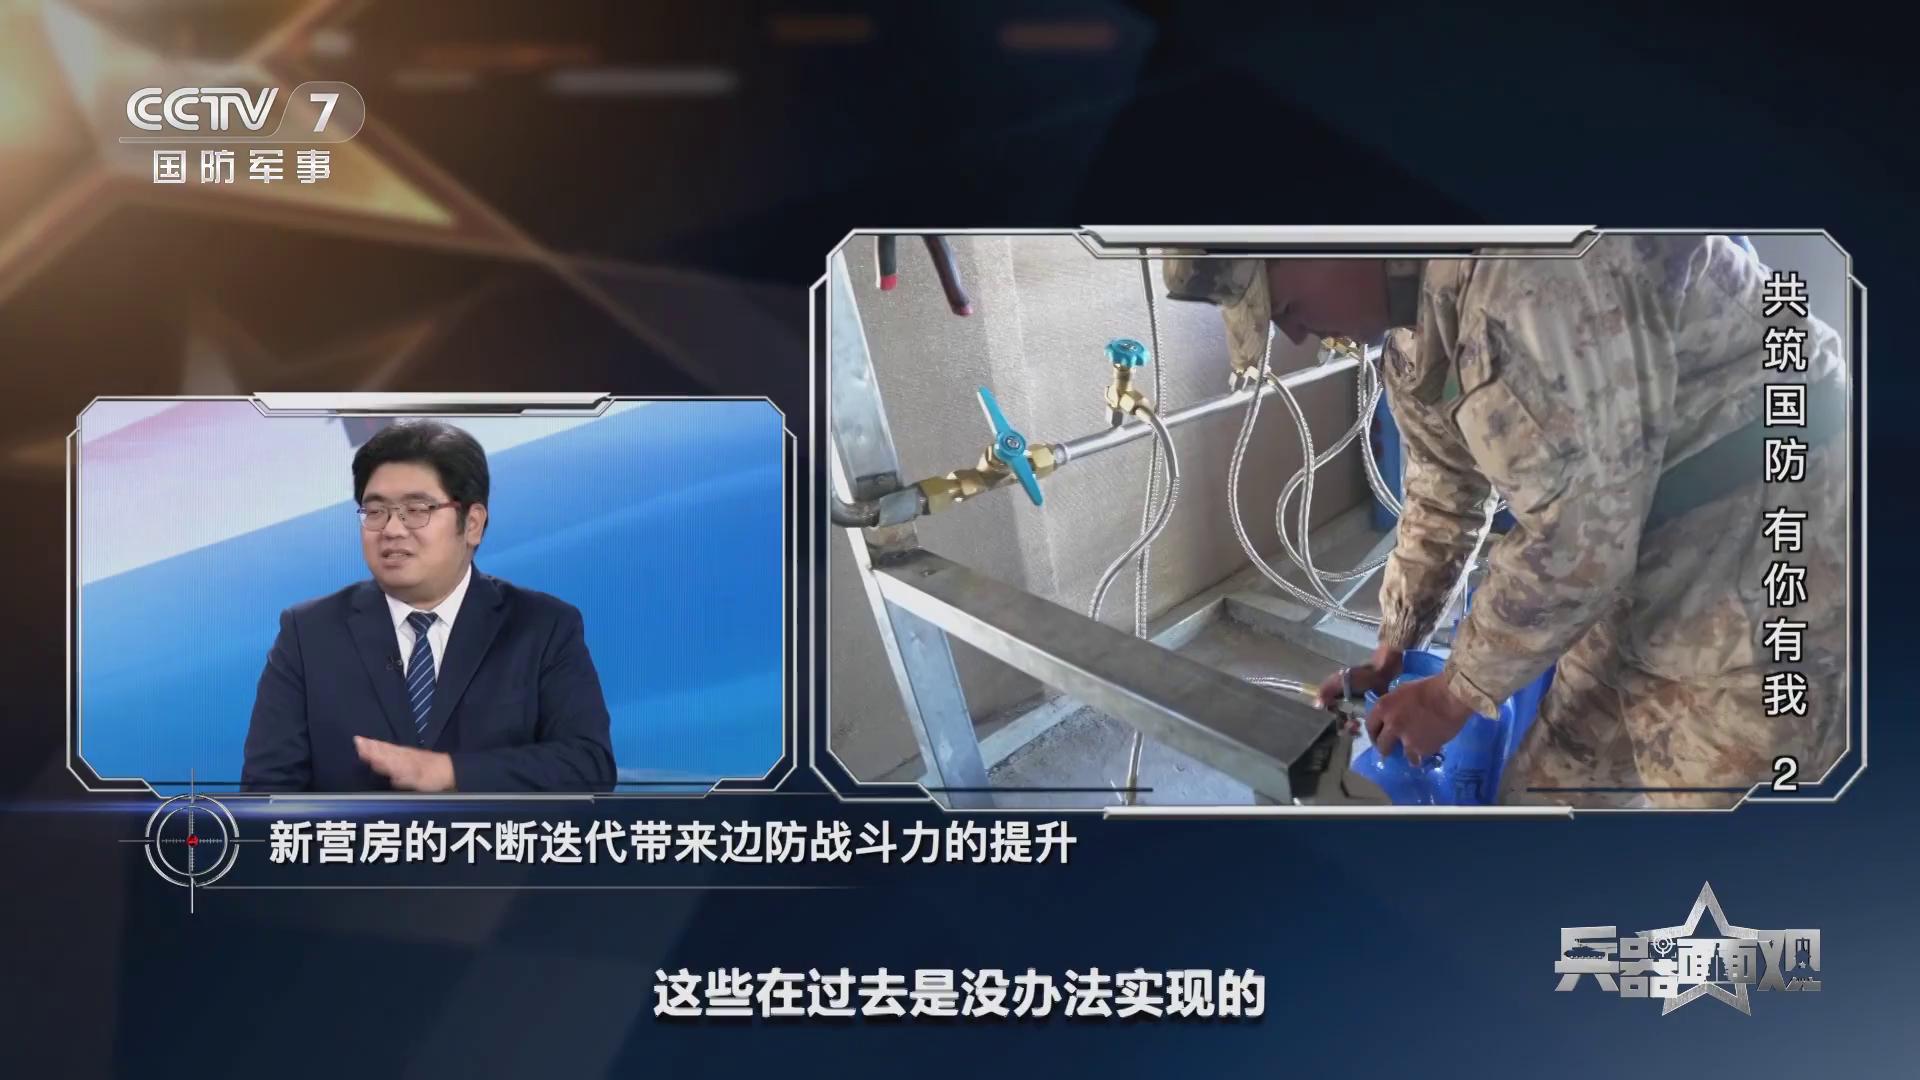 CCTV 7
国防军事
共筑国防 有你有我 2
新营房的不断迭代带来边防战斗力的提升
兵器面面观
这些在过去是没办法实现的